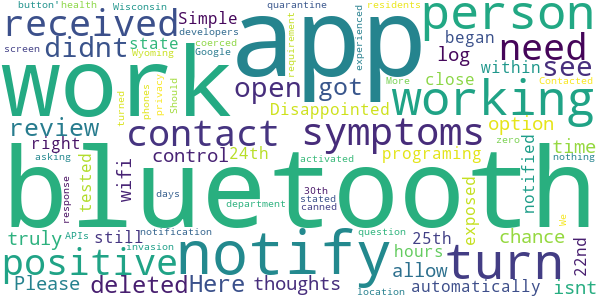 button' health Wisconsin quarantine residents
received Simple developers coerced Google requirement experienced person
didnt state began
screen Wyoming work app log need
turned phones Should privacy More within close see Contacted
open got working
Disappointed
review contact symptoms option
right control 24th programing time
asking wifi activated zero nothing
tested bluetooth notified chance
response days 30th stated canned exposed
department
truly APIs still notification notify question 25th turn 22nd
positive invasion hours
Please deleted Here thoughts allow automatically isnt
location We